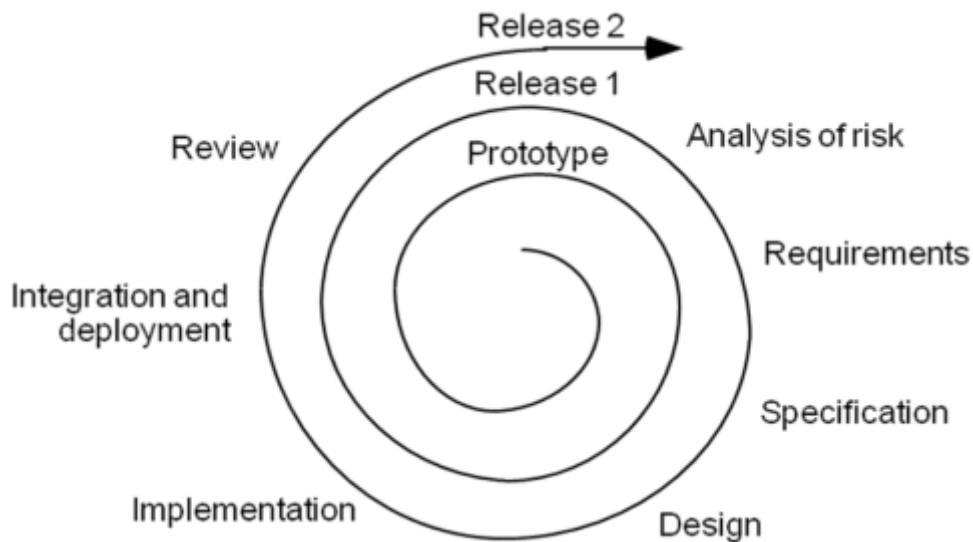 Release 2
Release 1
Prototype
Analysis of risk
Requirements
Specification
Design
Implementation
Integration and
deployment
Review